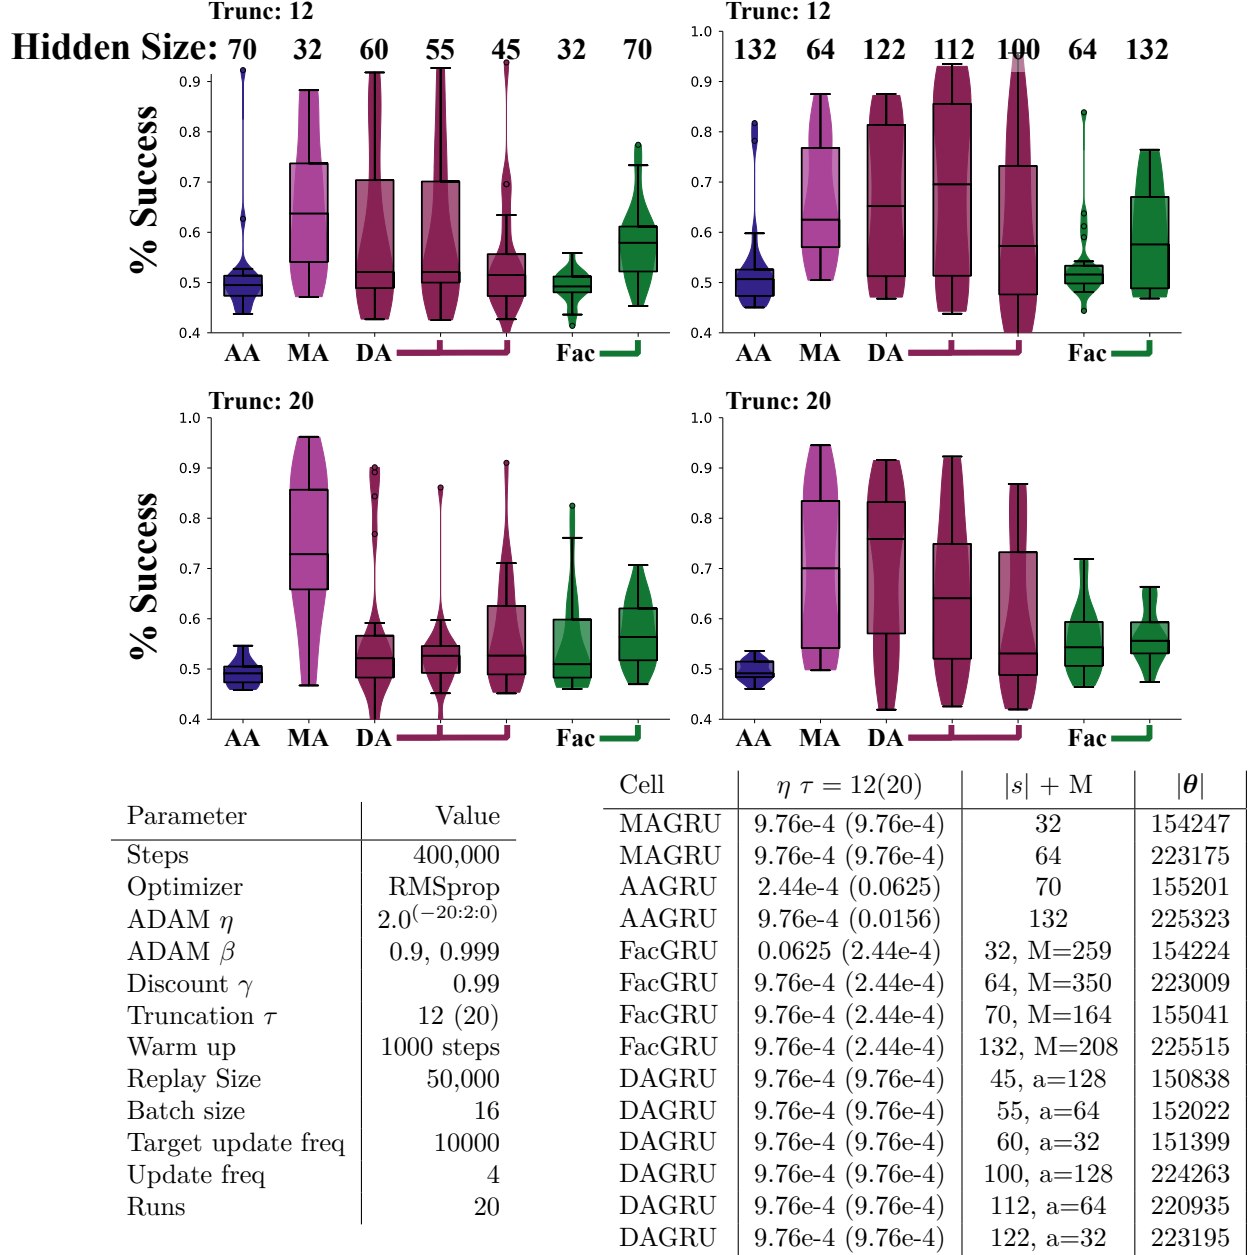 Trunc: 12 Trunc: 12
Hidden Size: 70 32 60 55 45 32 70 132 64 122 112 100 64 132
1.0
0.9 0.9
0.8 0.8
0.7 0.7
0.6 0.6
0.5 0.5
0.4 0.4
% Success
AA MA DA Fac AA MA DA Fac
Trunc: 20 Trunc: 20
1.0 1.0
0.9 0.9
0.8 0.8
0.7 0.7
0.6 0.6
0.5 0.5
0.4 0.4
% Success
AA MA DA Fac AA MA DA Fac
Parameter Value
Steps 400,000
Optimizer RMSprop
ADAM η 2.0^(−20:2:0)
ADAM β 0.9, 0.999
Discount γ 0.99
Truncation τ 12 (20)
Warm up 1000 steps
Replay Size 50,000
Batch size 16
Target update freq 10000
Update freq 4
Runs 20
Cell η τ = 12(20) |s| + M |θ|
MAGRU 9.76e-4 (9.76e-4) 32 154247
MAGRU 9.76e-4 (9.76e-4) 64 223175
AAGRU 2.44e-4 (0.0625) 70 155201
AAGRU 9.76e-4 (0.0156) 132 225323
FacGRU 0.0625 (2.44e-4) 32, M=259 154224
FacGRU 9.76e-4 (2.44e-4) 64, M=350 223009
FacGRU 9.76e-4 (2.44e-4) 70, M=164 155041
FacGRU 9.76e-4 (2.44e-4) 132, M=208 225515
DAGRU 9.76e-4 (9.76e-4) 45, a=128 150838
DAGRU 9.76e-4 (9.76e-4) 55, a=64 152022
DAGRU 9.76e-4 (9.76e-4) 60, a=32 151399
DAGRU 9.76e-4 (9.76e-4) 100, a=128 224263
DAGRU 9.76e-4 (9.76e-4) 112, a=64 220935
DAGRU 9.76e-4 (9.76e-4) 122, a=32 223195